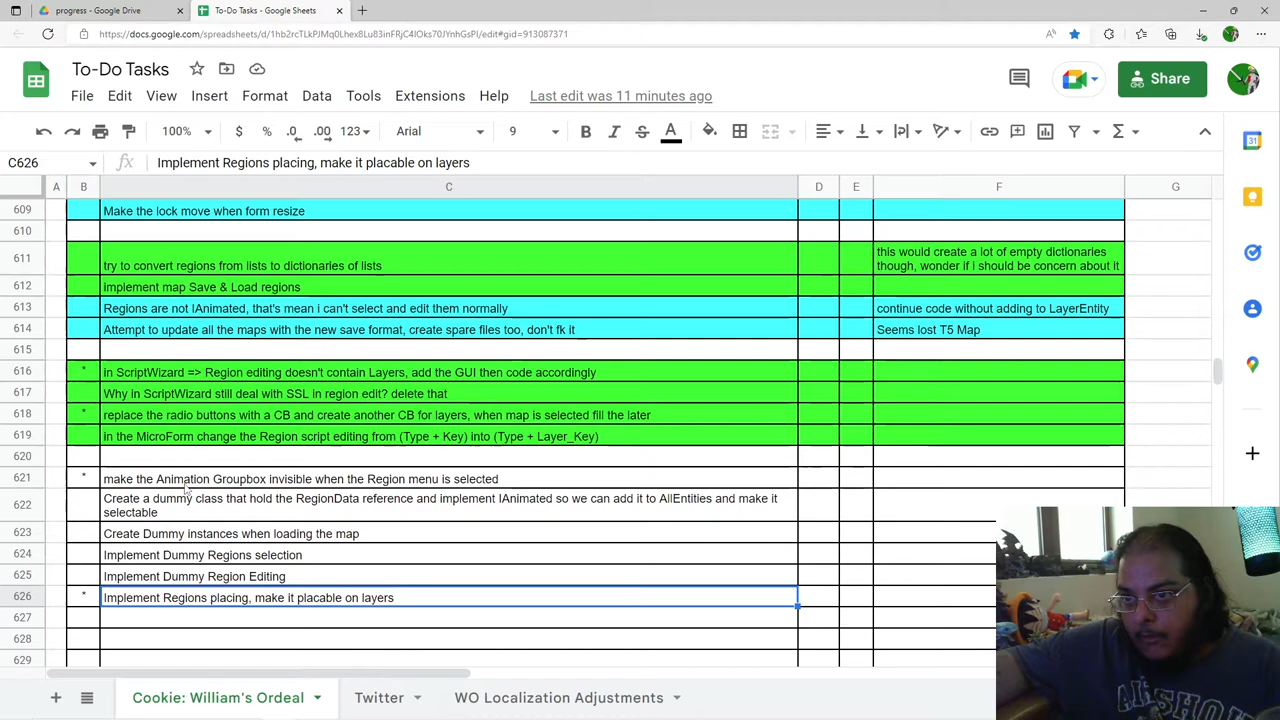 progress - Google Drive
To-Do Tasks - Google Sheets
https://docs.google.com/spreadsheets/d/1hb2rcTLkPJMq0Lhex8Lu83inFRjC4IOks70JYnhGsPI/edit#gid=913087371
To-Do Tasks
Share
File Edit View Insert Format Data Tools Extensions Help Last edit was 11 minutes ago
100% $ % .0 .00 123 Arial 9 B I S A
C626 fx Implement Regions placing, make it placable on layers
A B C D E F G
609 Make the lock move when form resize
610
611 try to convert regions from lists to dictionaries of lists this would create a lot of empty dictionaries
though, wonder if i should be concern about it
612 implement map Save & Load regions
613 Regions are not IAnimated, that's mean i can't select and edit them normally continue code without adding to LayerEntity
614 Attempt to update all the maps with the new save format, create spare files too, don't fk it Seems lost T5 Map
615
616 * in ScriptWizard => Region editing doesn't contain Layers, add the GUI then code accordingly
617 Why in ScriptWizard still deal with SSL in region edit? delete that
618 * replace the radio buttons with a CB and create another CB for layers, when map is selected fill the later
619 in the MicroForm change the Region script editing from (Type + Key) into (Type + Layer_Key)
620
621 * make the Animation Groupbox invisible when the Region menu is selected
622 Create a dummy class that hold the RegionData reference and implement IAnimated so we can add it to AllEntities and make it
selectable
623 Create Dummy instances when loading the map
624 Implement Dummy Regions selection
625 Implement Dummy Region Editing
626 * Implement Regions placing, make it placable on layers
627
628
629
Cookie: William's Ordeal Twitter WO Localization Adjustments